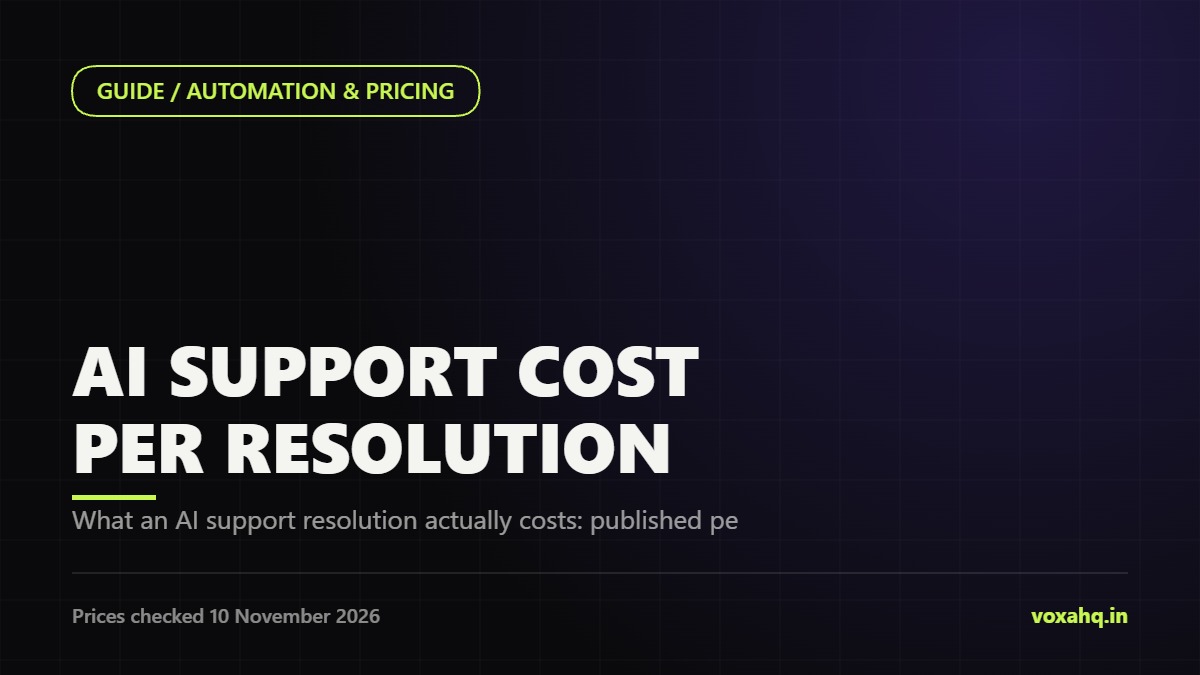 GUIDE / AUTOMATION & PRICING
AI SUPPORT COST
PER RESOLUTION
What an AI support resolution actually costs: published pe
Prices checked 10 November 2026
voxahq.in